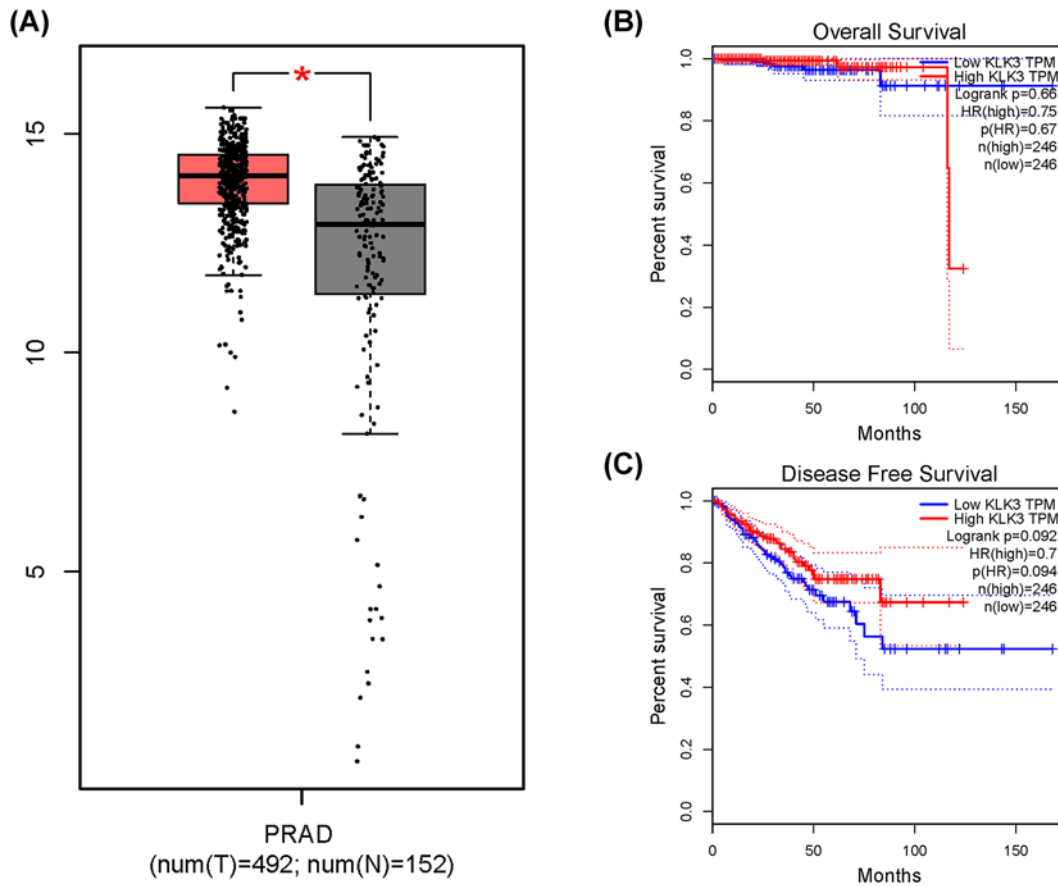 (A)
*
15
10
5
PRAD
(num(T)=492; num(N)=152)
(B)
Overall Survival
Low KLK3 TPM
High KLK3 TPM
Logrank p=0.66
HR(high)=0.75
p(HR)=0.67
n(high)=246
n(low)=246
Percent survival
1.0
0.8
0.6
0.4
0.2
0.0
0 50 100 150
Months
(C)
Disease Free Survival
Low KLK3 TPM
High KLK3 TPM
Logrank p=0.092
HR(high)=0.7
p(HR)=0.094
n(high)=246
n(low)=246
Percent survival
1.0
0.8
0.6
0.4
0.2
0.0
0 50 100 150
Months